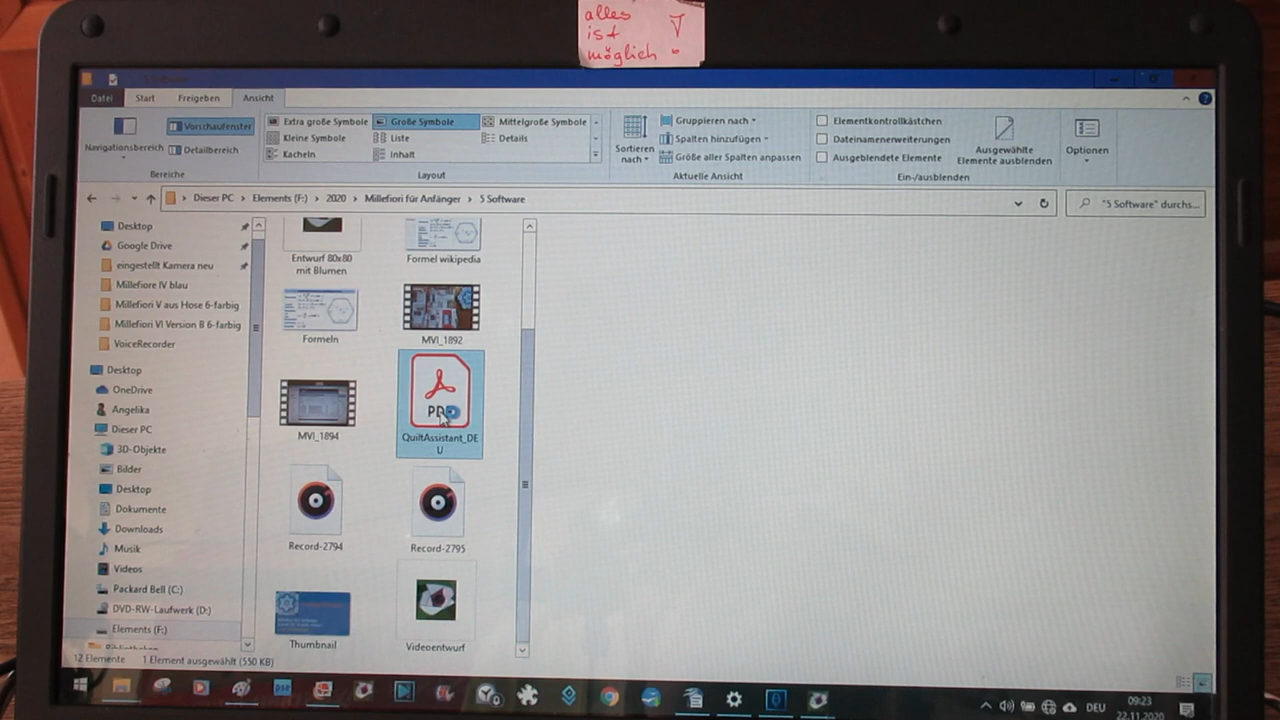 alles
ist !
möglich
5 Software
Datei Start Freigeben Ansicht
Navigationsbereich
Vorschaufenster
Detailbereich
Bereiche
Extra große Symbole Große Symbole Mittelgroße Symbole
Kleine Symbole Liste Details
Kacheln Inhalt
Layout
Sortieren
nach
Gruppieren nach
Spalten hinzufügen
Größe aller Spalten anpassen
Aktuelle Ansicht
Elementkontrollkästchen
Dateinamenerweiterungen
Ausgeblendete Elemente
Ausgewählte
Elemente ausblenden
Ein-/ausblenden
Optionen
Dieser PC > Elements (F:) > 2020 > Millefiori für Anfänger > 5 Software
"5 Software" durchs...
Desktop
Google Drive
eingestellt Kamera neu
Millefiore IV blau
Millefiori V aus Hose 6-farbig
Millefiori VI Version B 6-farbig
VoiceRecorder
Desktop
OneDrive
Angelika
Dieser PC
3D-Objekte
Bilder
Desktop
Dokumente
Downloads
Musik
Videos
Packard Bell (C:)
DVD-RW-Laufwerk (D:)
Elements (F:)
Bibliotheken
Entwurf 80x80
mit Blumen
Formel wikipedia
Formeln
MVI_1892
MVI_1894
PDF
QuiltAssistant_DE
U
Record-2794
Record-2795
Thumbnail
Videoentwurf
12 Elemente 1 Element ausgewählt (550 KB)
DEU
09:23
22.11.2020